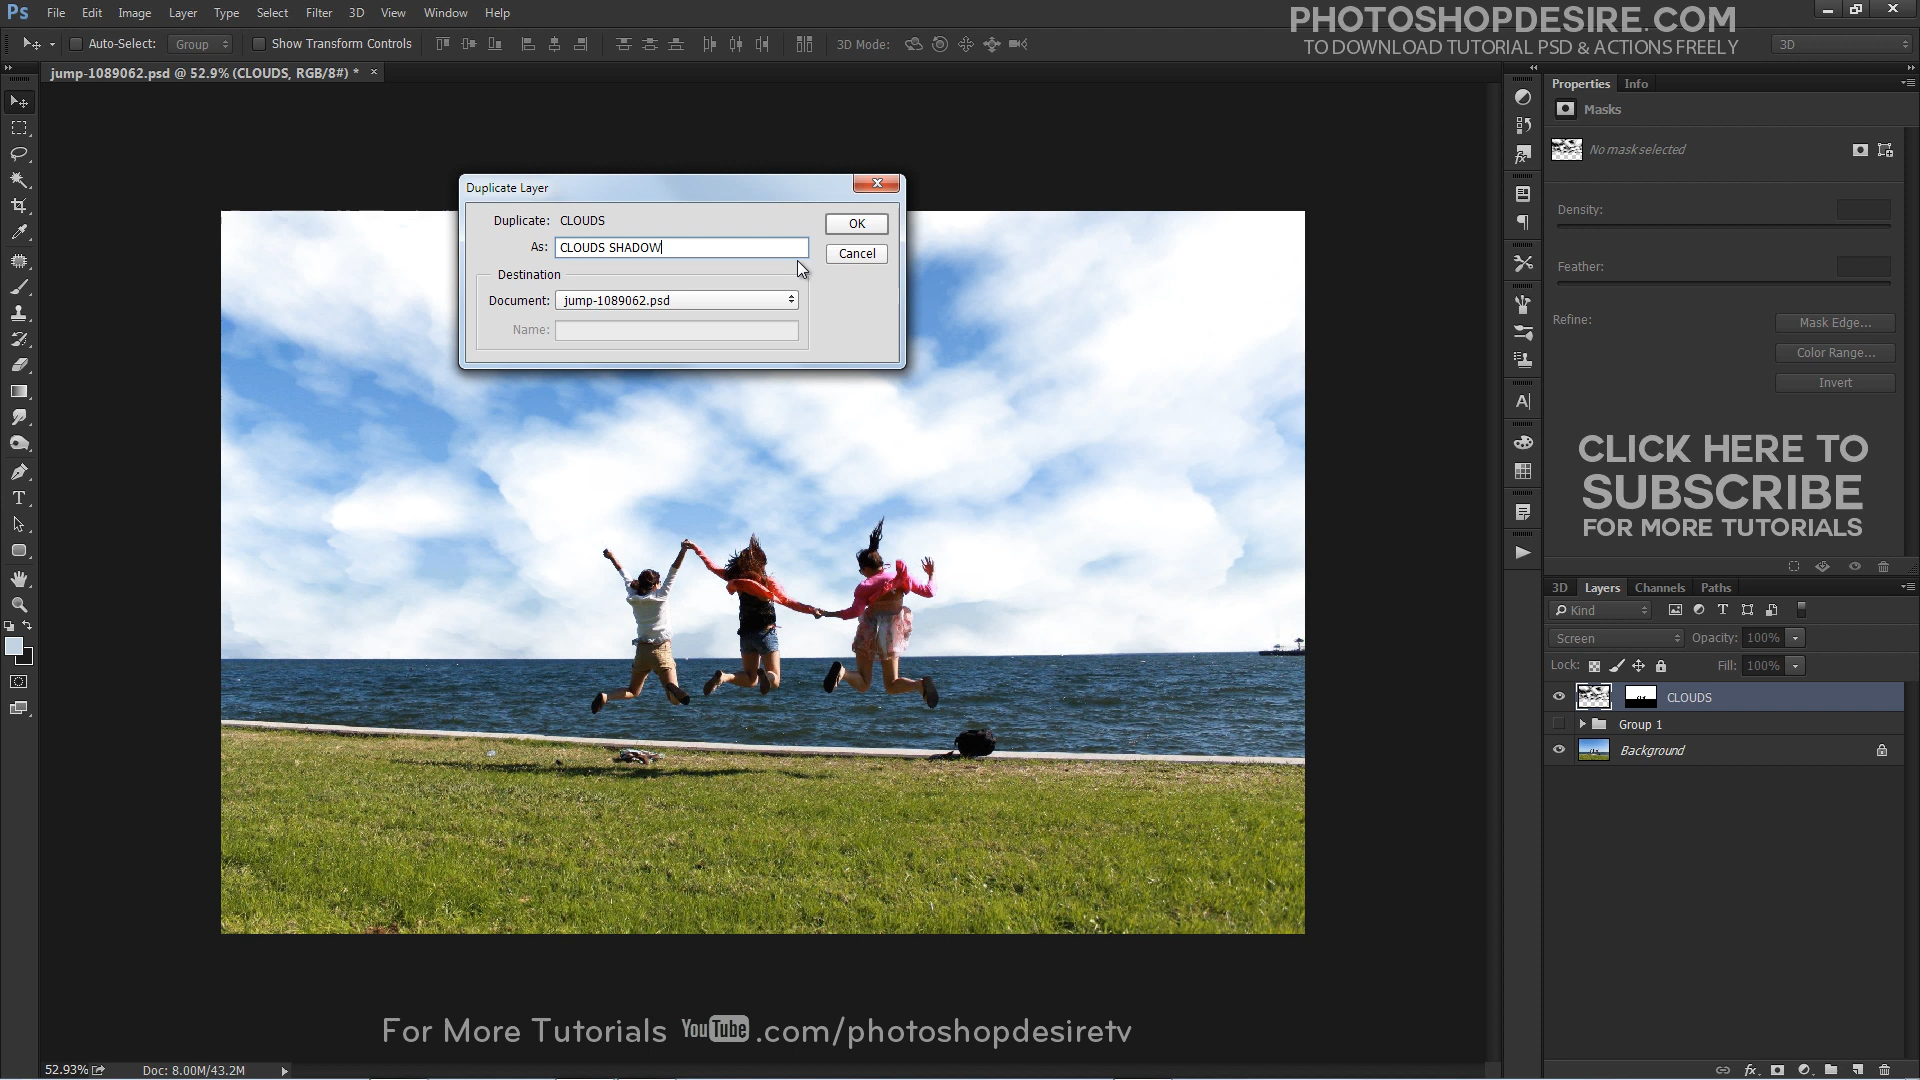 Ps File Edit Image Layer Type Select Filter 3D View Window Help
PHOTOSHOPDESIRE.COM
TO DOWNLOAD TUTORIAL PSD & ACTIONS FREELY
Auto-Select: Group Show Transform Controls 3D Mode: 3D
jump-1089062.psd @ 52.9% (CLOUDS, RGB/8#) * ×
Properties Info
Masks
No mask selected
Density:
Feather:
Refine:
Mask Edge...
Color Range...
Invert
Duplicate Layer
Duplicate: CLOUDS
As: CLOUDS SHADOW
OK
Cancel
Destination
Document: jump-1089062.psd
Name:
CLICK HERE TO
SUBSCRIBE
FOR MORE TUTORIALS
3D Layers Channels Paths
Kind
Screen Opacity: 100%
Lock: Fill: 100%
CLOUDS
Group 1
Background
For More Tutorials YouTube.com/photoshopdesiretv
52.93% Doc: 8.00M/43.2M
fx